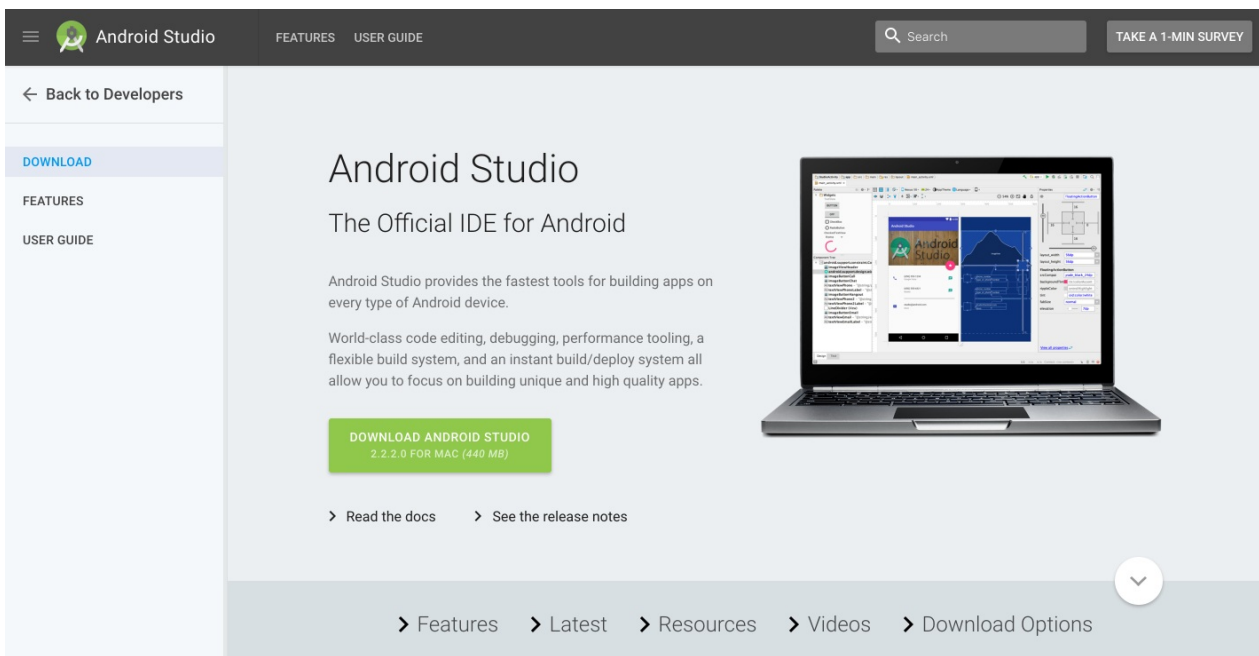 Android Studio
FEATURES USER GUIDE
Search
TAKE A 1-MIN SURVEY
Back to Developers
DOWNLOAD
FEATURES
USER GUIDE
Android Studio
The Official IDE for Android
Android Studio provides the fastest tools for building apps on
every type of Android device.
World-class code editing, debugging, performance tooling, a
flexible build system, and an instant build/deploy system all
allow you to focus on building unique and high quality apps.
DOWNLOAD ANDROID STUDIO
2.2.2.0 FOR MAC (440 MB)
Read the docs See the release notes
Android Studio
Android
Studio
Features Latest Resources Videos Download Options